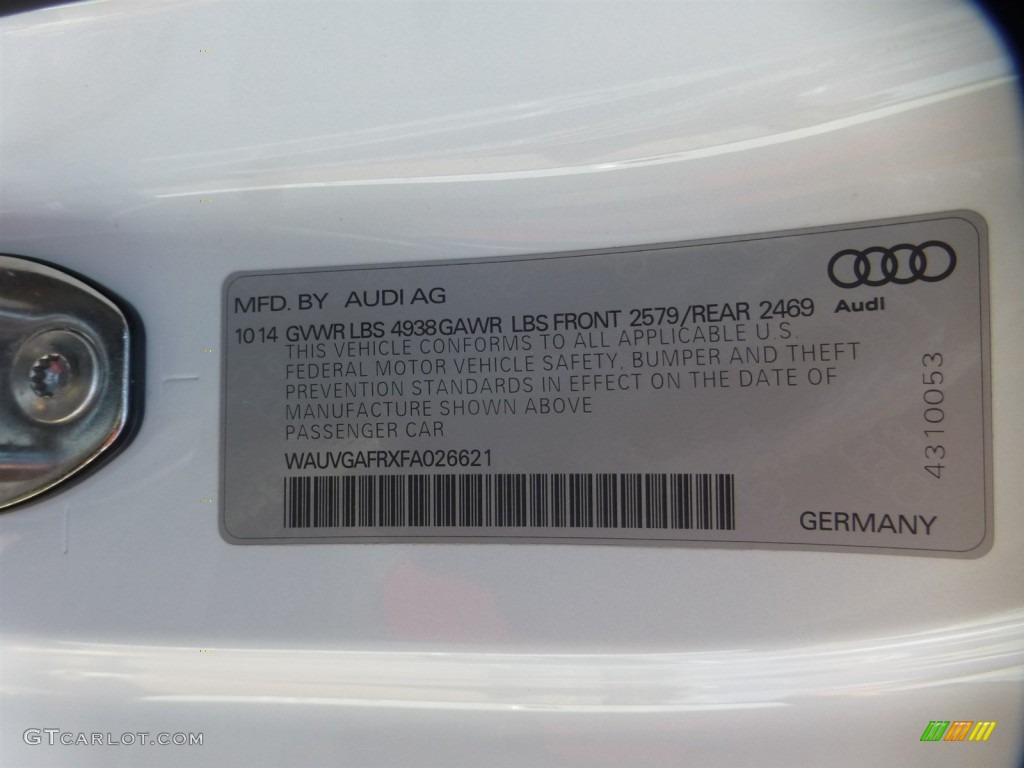 MFD. BY AUDI AG
Audi
10 14 GVWR LBS 4938 GAWR LBS FRONT 2579/REAR 2469
THIS VEHICLE CONFORMS TO ALL APPLICABLE U.S.
FEDERAL MOTOR VEHICLE SAFETY, BUMPER AND THEFT
PREVENTION STANDARDS IN EFFECT ON THE DATE OF
MANUFACTURE SHOWN ABOVE
PASSENGER CAR
WAUVGAFRXFA026621
4310053
GERMANY
GTCARLOT.COM